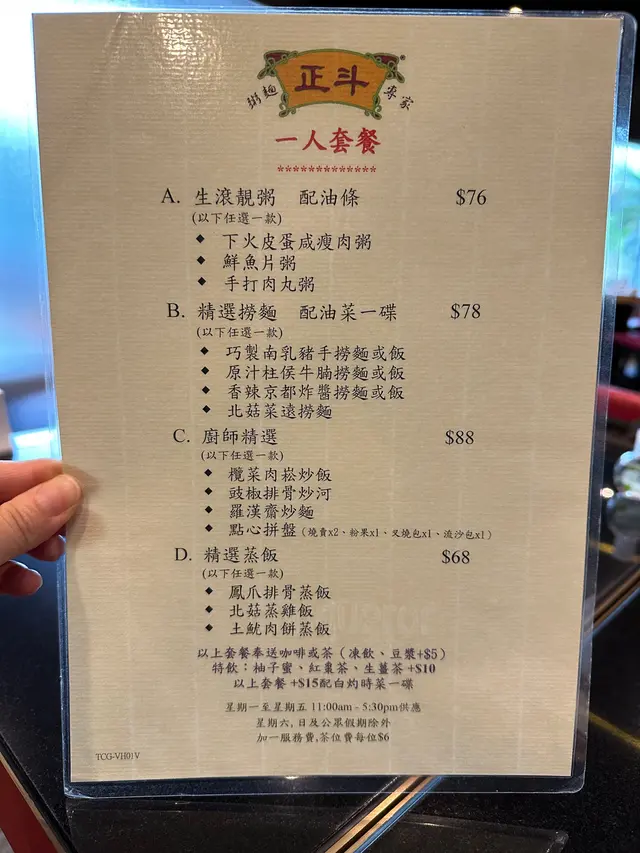 正斗
粥麵 專家
一人套餐
*************
A. 生滾靚粥 配油條 $76
(以下任選一款)
◆ 下火皮蛋咸瘦肉粥
◆ 鮮魚片粥
◆ 手打肉丸粥
B. 精選撈麵 配油菜一碟 $78
(以下任選一款)
◆ 巧製南乳豬手撈麵或飯
◆ 原汁柱侯牛腩撈麵或飯
◆ 香辣京都炸醬撈麵或飯
◆ 北菇菜遠撈麵
C. 廚師精選 $88
(以下任選一款)
◆ 欖菜肉崧炒飯
◆ 豉椒排骨炒河
◆ 羅漢齋炒麵
◆ 點心拼盤 (燒賣x2、粉果x1、叉燒包x1、流沙包x1)
D. 精選蒸飯 $68
(以下任選一款)
◆ 鳳爪排骨蒸飯
◆ 北菇蒸雞飯
◆ 土魷肉餅蒸飯
以上套餐奉送咖啡或茶 (凍飲、豆漿+$5)
特飲：柚子蜜、紅棗茶、生薑茶 +$10
以上套餐 +$15配白灼時菜一碟
星期一至星期五 11:00am - 5:30pm供應
星期六, 日及公眾假期除外
加一服務費,茶位費每位$6
TCG-VH01V